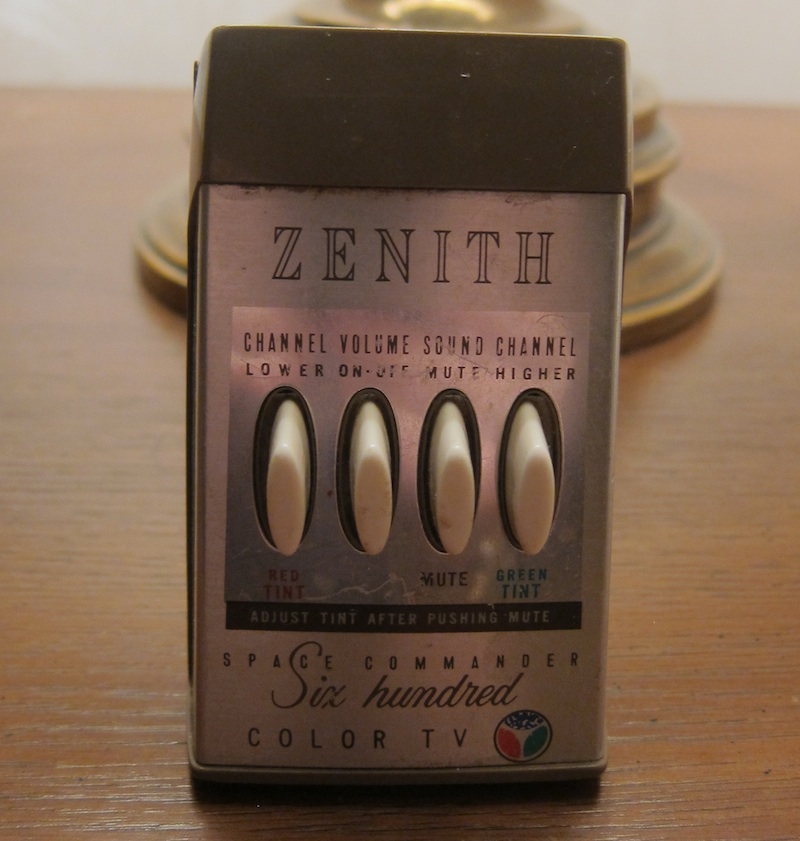 ZENITH
CHANNEL VOLUME SOUND CHANNEL
LOWER ON-OFF MUTE HIGHER
RED MUTE GREEN
TINT TINT
ADJUST TINT AFTER PUSHING MUTE
SPACE COMMANDER
Six hundred
COLOR TV